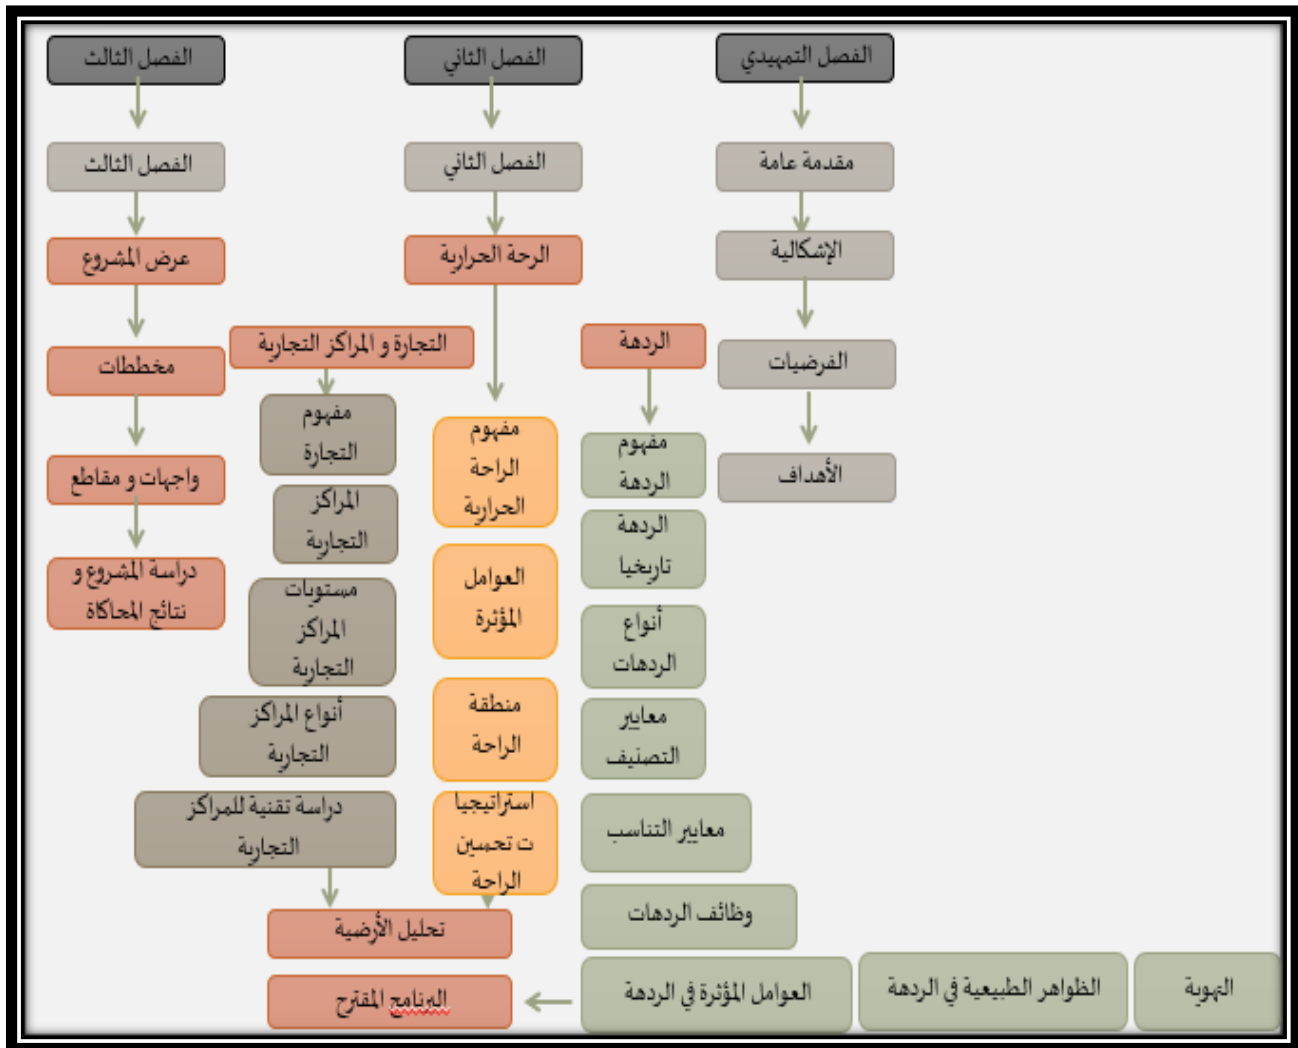 الفصل التمهيدي
مقدمة عامة
الإشكالية
الفرضيات
الأهداف
الفصل الثاني
الفصل الثاني
الرحة الحرارية
الردهة
مفهوم
الردهة
الردهة
تاريخيا
أنواع
الردهات
معايير
التصنيف
معايير التناسب
وظائف الردهات
العوامل المؤثرة في الردهة
الظواهر الطبيعية في الردهة
التهوية
مفهوم
الراحة
الحرارية
العوامل
المؤثرة
منطقة
الراحة
استراتيجيا
ت تحسين
الراحة
التجارة و المراكز التجارية
مفهوم
التجارة
المراكز
التجارية
مستويات
المراكز
التجارية
أنواع المراكز
التجارية
دراسة تقنية للمراكز
التجارية
تحليل الأرضية
البرنامج المقترح
الفصل الثالث
الفصل الثالث
عرض المشروع
مخططات
واجهات و مقاطع
دراسة المشروع و
نتائج المحاكاة